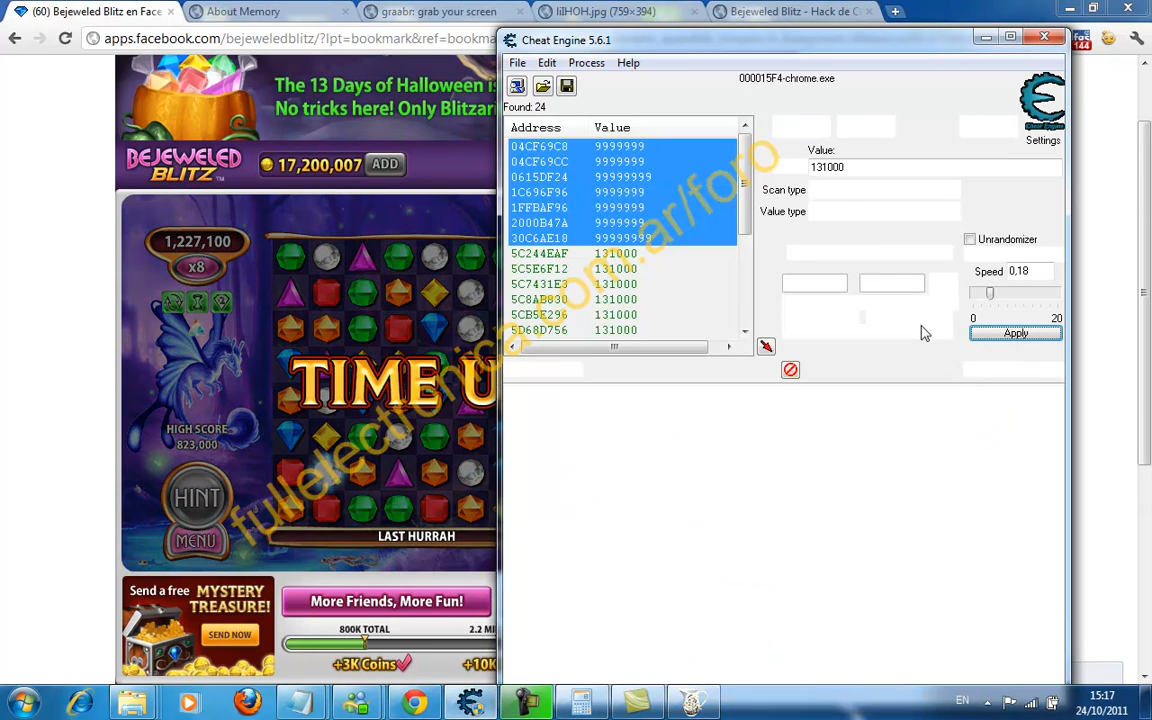 (60) Bejeweled Blitz en Face
About Memory
graabr: grab your screen
liIHOH.jpg (759×394)
Bejeweled Blitz - Hack de C
apps.facebook.com/bejeweledblitz/?lpt=bookmark&ref=bookma
144
The 13 Days of Halloween is
No tricks here! Only Blitzar
BEJEWELED
BLITZ
17,200,007 ADD
1,227,100
x8
TIME U
HIGH SCORE
823,000
HINT
MENU
LAST HURRAH
Send a free MYSTERY
TREASURE!
SEND NOW
More Friends, More Fun!
800K TOTAL
2.2 MI
+3K Coins
+10K
Cheat Engine 5.6.1
File Edit Process Help
000015F4-chrome.exe
Found: 24
Address Value
04CF69C8 9999999
04CF69CC 9999999
0615DF24 99999999
1C696F96 9999999
1FFBAF96 9999999
2000B47A 9999999
30C6AE18 99999999
5C244EAF 131000
5C5E6F12 131000
5C7431E3 131000
5C8AB830 131000
5CB5E296 131000
5D68D756 131000
Settings
Value:
131000
Scan type
Value type
Unrandomizer
Speed 0,18
0 20
Apply
fullelectronica.com.ar/foro
EN
15:17
24/10/2011